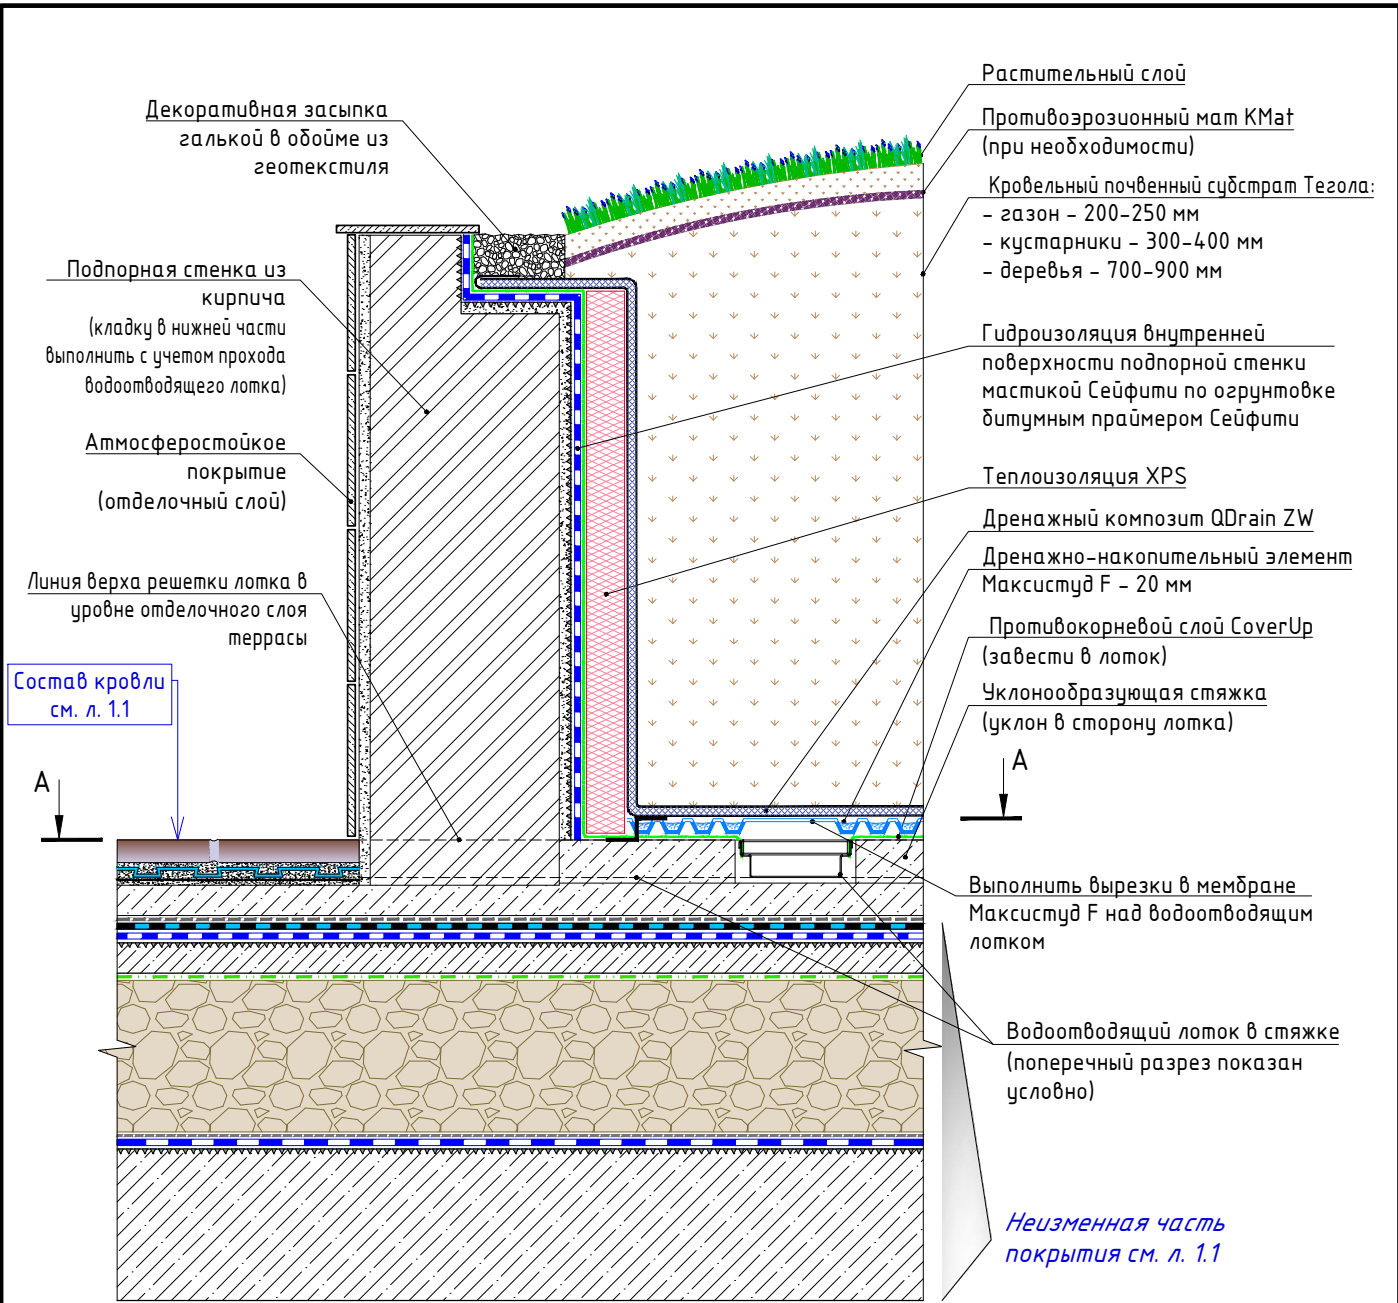 Декоративная засыпка
галькой в обойме из
геотекстиля
Подпорная стенка из
кирпича
(кладку в нижней части
выполнить с учетом прохода
водоотводящего лотка)
Атмосферостойкое
покрытие
(отделочный слой)
Линия верха решетки лотка в
уровне отделочного слоя
террасы
Состав кровли
см. л. 1.1
А
Растительный слой
Противоэрозионный мат KMat
(при необходимости)
Кровельный почвенный субстрат Тегола:
- газон - 200-250 мм
- кустарники - 300-400 мм
- деревья - 700-900 мм
Гидроизоляция внутренней
поверхности подпорной стенки
мастикой Сейфити по огрунтовке
битумным праймером Сейфити
Теплоизоляция XPS
Дренажный композит QDrain ZW
Дренажно-накопительный элемент
Максистуд F - 20 мм
Противокорневой слой CoverUp
(завести в лоток)
Уклонообразующая стяжка
(уклон в сторону лотка)
А
Выполнить вырезки в мембране
Максистуд F над водоотводящим
лотком
Водоотводящий лоток в стяжке
(поперечный разрез показан
условно)
Неизменная часть
покрытия см. л. 1.1